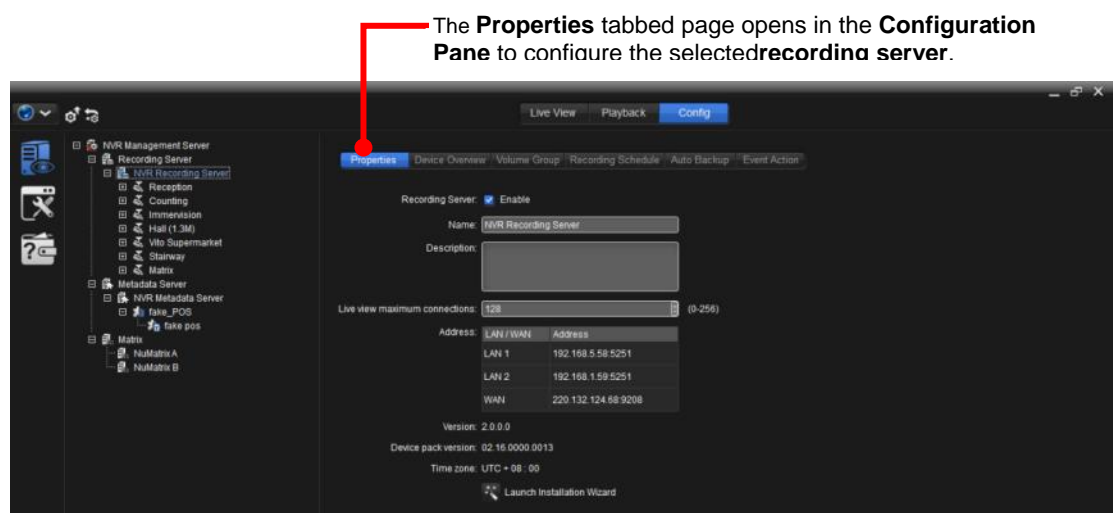 The Properties tabbed page opens in the Configuration
Pane to configure the selectedrecording server.
Live View Playback Config
NVR Management Server
Recording Server
NVR Recording Server
Reception
Counting
Immervision
Hall (1.3M)
Vito Supermarket
Stairway
Matrix
Metadata Server
NVR Metadata Server
fake_POS
fake pos
Matrix
NuMatrix A
NuMatrix B
Properties Device Overview Volume Group Recording Schedule Auto Backup Event Action
Recording Server: Enable
Name: NVR Recording Server
Description:
Live view maximum connections: 128 (0-256)
Address: LAN / WAN Address
LAN 1 192.168.5.58:5251
LAN 2 192.168.1.59:5251
WAN 220.132.124.68:9208
Version: 2.0.0.0
Device pack version: 02.16.0000.0013
Time zone: UTC + 08 : 00
Launch Installation Wizard